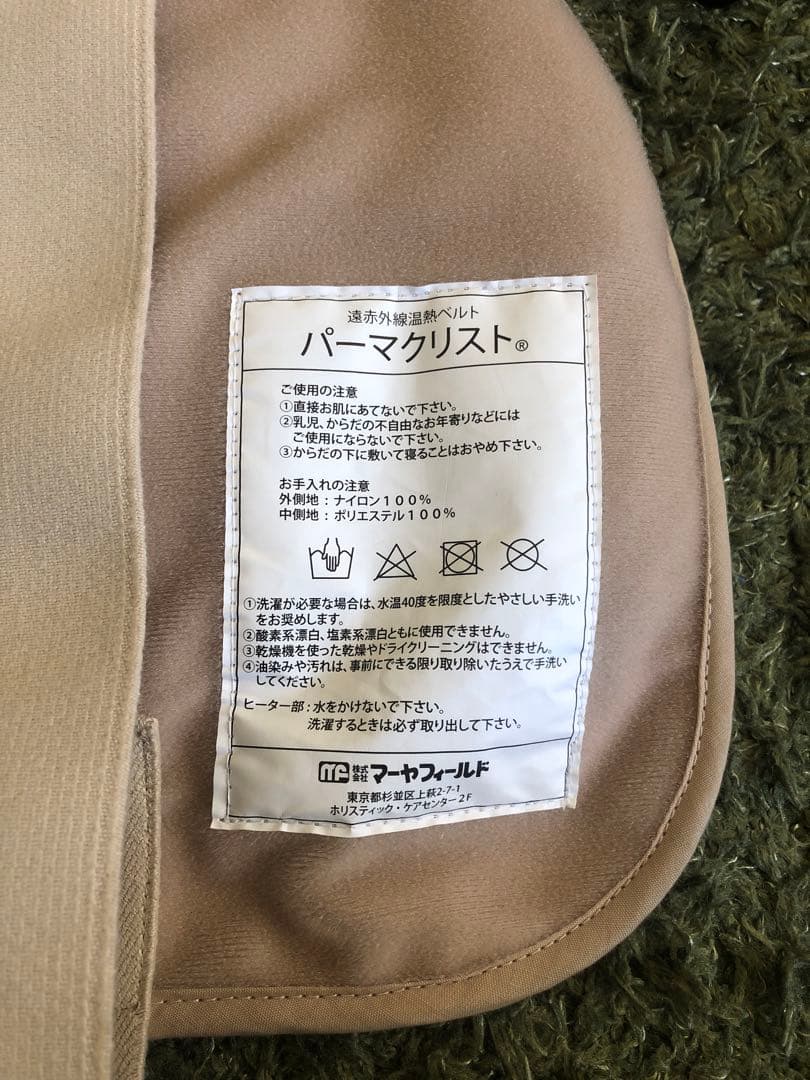 遠赤外線温熱ベルト
パーマクリスト®
ご使用の注意
①直接お肌にあてないで下さい。
②乳児、からだの不自由なお年寄りなどには
ご使用にならないで下さい。
③からだの下に敷いて寝ることはおやめ下さい。
お手入れの注意
外側地：ナイロン１００％
中側地：ポリエステル１００％
①洗濯が必要な場合は、水温40度を限度としたやさしい手洗い
をお奨めします。
②酸素系漂白、塩素系漂白ともに使用できません。
③乾燥機を使った乾燥やドライクリーニングはできません。
④油染みや汚れは、事前にできる限り取り除いたうえで手洗い
してください。
ヒーター部：水をかけないで下さい。
洗濯するときは必ず取り出して下さい。
株式会社 マーヤフィールド
東京都杉並区上荻2-7-1
ホリスティック・ケアセンター２Ｆ